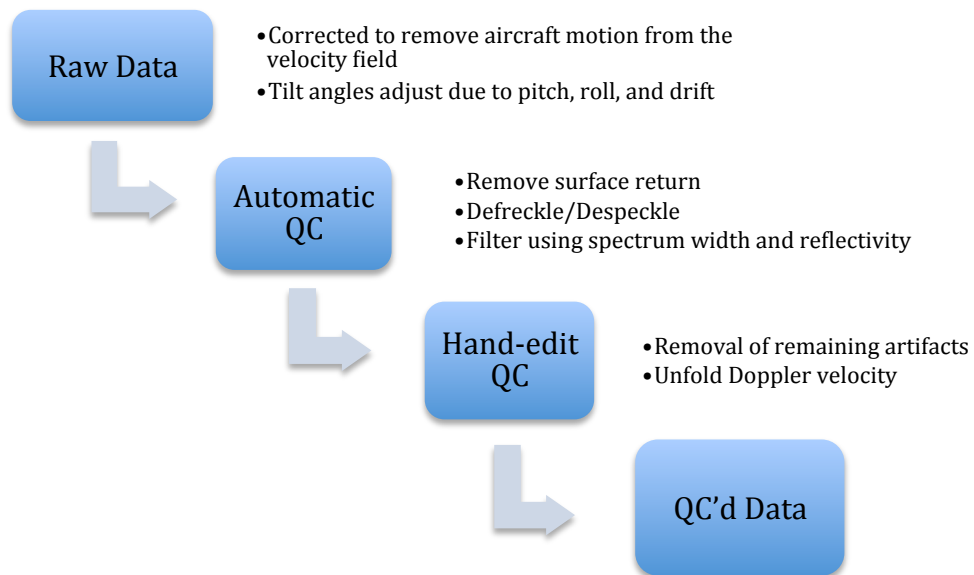 Raw Data
•Corrected to remove aircraft motion from the
velocity field
•Tilt angles adjust due to pitch, roll, and drift
Automatic
QC
•Remove surface return
•Defreckle/Despeckle
•Filter using spectrum width and reflectivity
Hand-edit
QC
•Removal of remaining artifacts
•Unfold Doppler velocity
QC’d Data